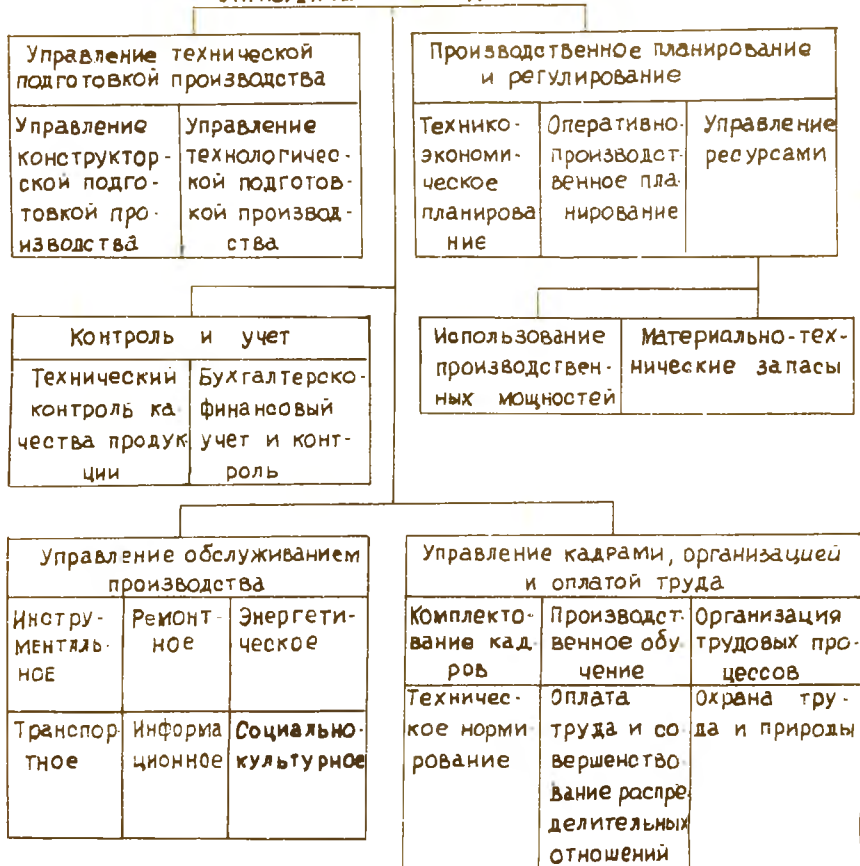 Управление технической
подготовкой производства
Управление
конструктор-
ской подго-
товкой про-
изводства
Управление
технологичес-
кой подготов-
кой производ-
ства
Производственное планирование
и регулирование
Технико-
экономи-
ческое
планирова
ние
Оперативно-
производст-
венное пла-
нирование
Управление
ресурсами
Контроль и учет
Технический
контроль ка
чества продук
ции
Бухгалтерско-
финансовый
учет и конт-
роль
Использование
производствен-
ных мощностей
Материально-тех-
нические запасы
Управление обслуживанием
производства
Инстру-
менталь-
ное
Ремонт-
ное
Энергети-
ческое
Транспор
тное
Информа
ционное
Социально-
культурное
Управление кадрами, организацией
и оплатой труда
Комплекто-
вание кад
ров
Производст-
венное обу
чение
Организация
трудовых про-
цессов
Техничес-
кое норми
рование
Оплата
труда и со
вершенство
вание распре
делительных
отношений
Охрана тру-
да и природы